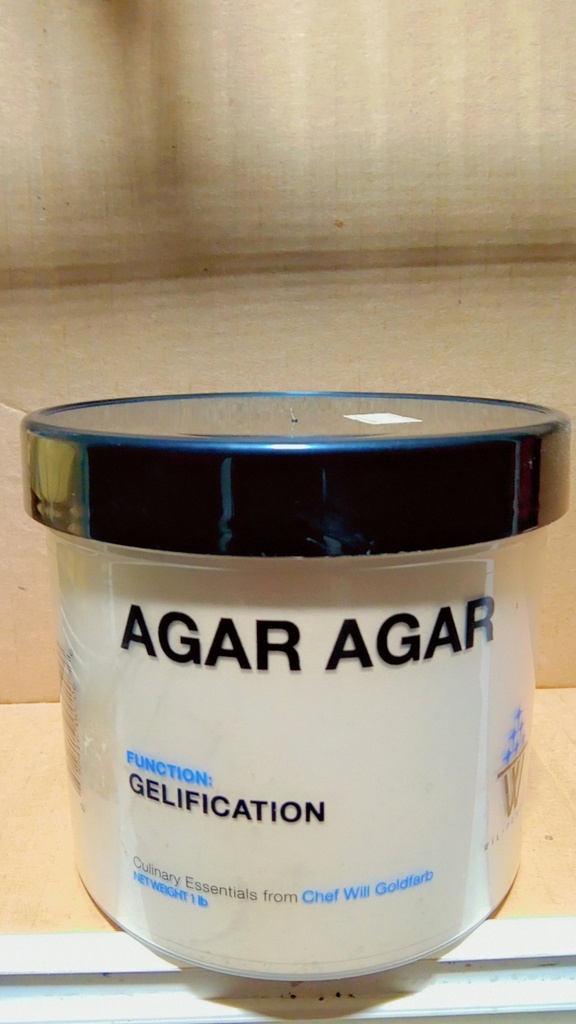 AGAR AGAR
FUNCTION:
GELIFICATION
Culinary Essentials from Chef Will Goldfarb
NET WEIGHT 1 lb
W